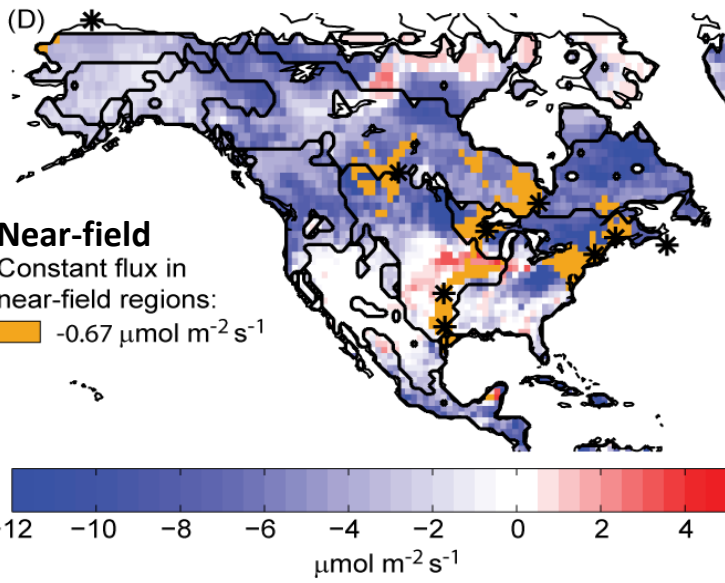 (D)
Near-field
Constant flux in
near-field regions:
-0.67 μmol m⁻² s⁻¹
−12 −10 −8 −6 −4 −2 0 2 4
μmol m⁻² s⁻¹